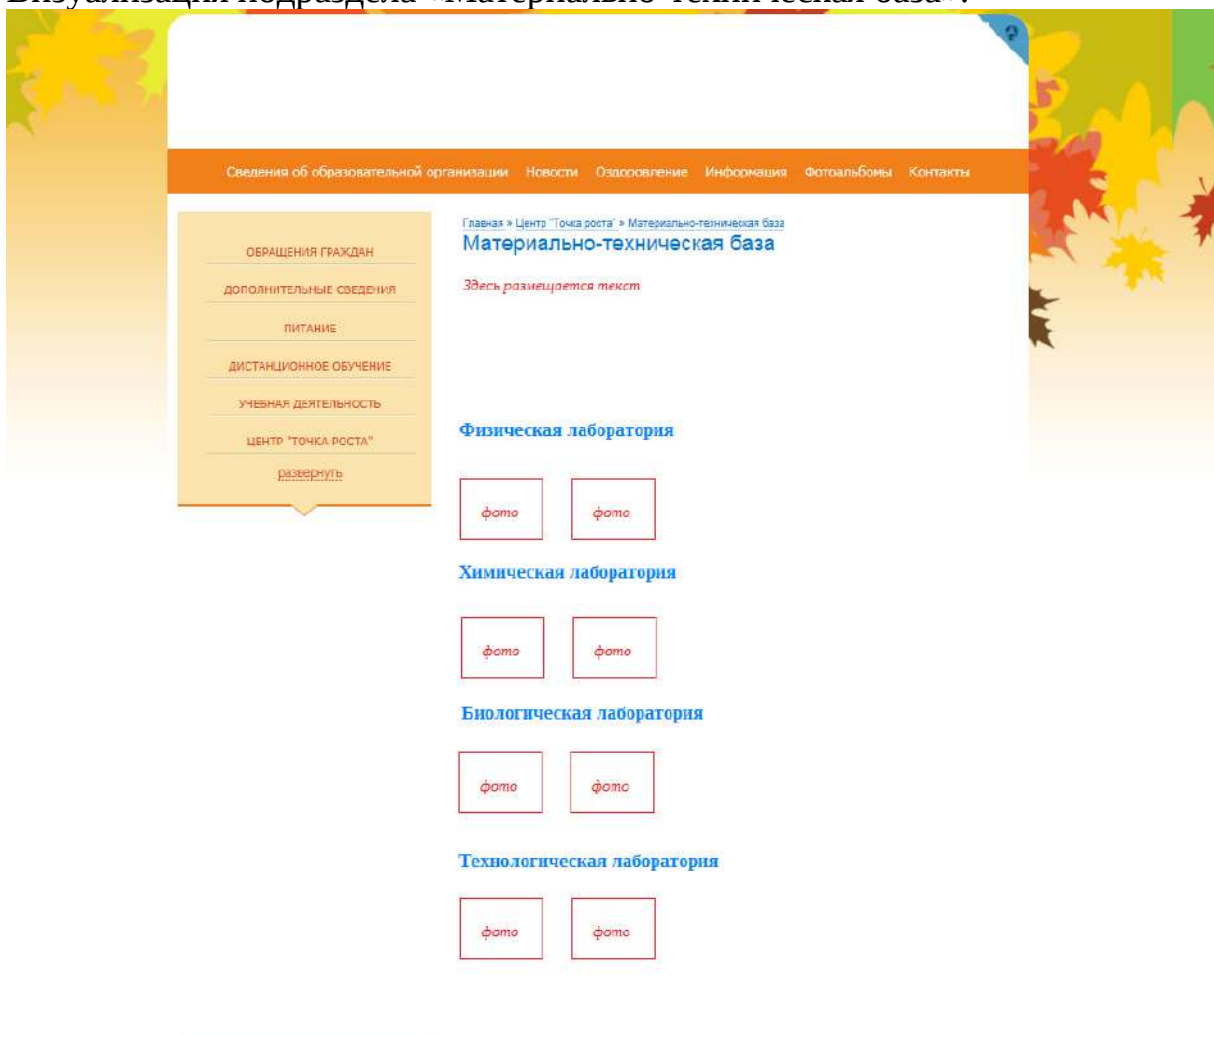 Визуализация подраздела «Материально-техническая база»:
Сведения об образовательной организации Новости Оздоровление Информация Фотоальбомы Контакты
ОБРАЩЕНИЯ ГРАЖДАН
ДОПОЛНИТЕЛЬНЫЕ СВЕДЕНИЯ
ПИТАНИЕ
ДИСТАНЦИОННОЕ ОБУЧЕНИЕ
УЧЕБНАЯ ДЕЯТЕЛЬНОСТЬ
ЦЕНТР "ТОЧКА РОСТА"
развернуть
Главная » Центр "Точка роста" » Материально-техническая база
Материально-техническая база
Здесь размещается текст
Физическая лаборатория
фото фото
Химическая лаборатория
фото фото
Биологическая лаборатория
фото фото
Технологическая лаборатория
фото фото